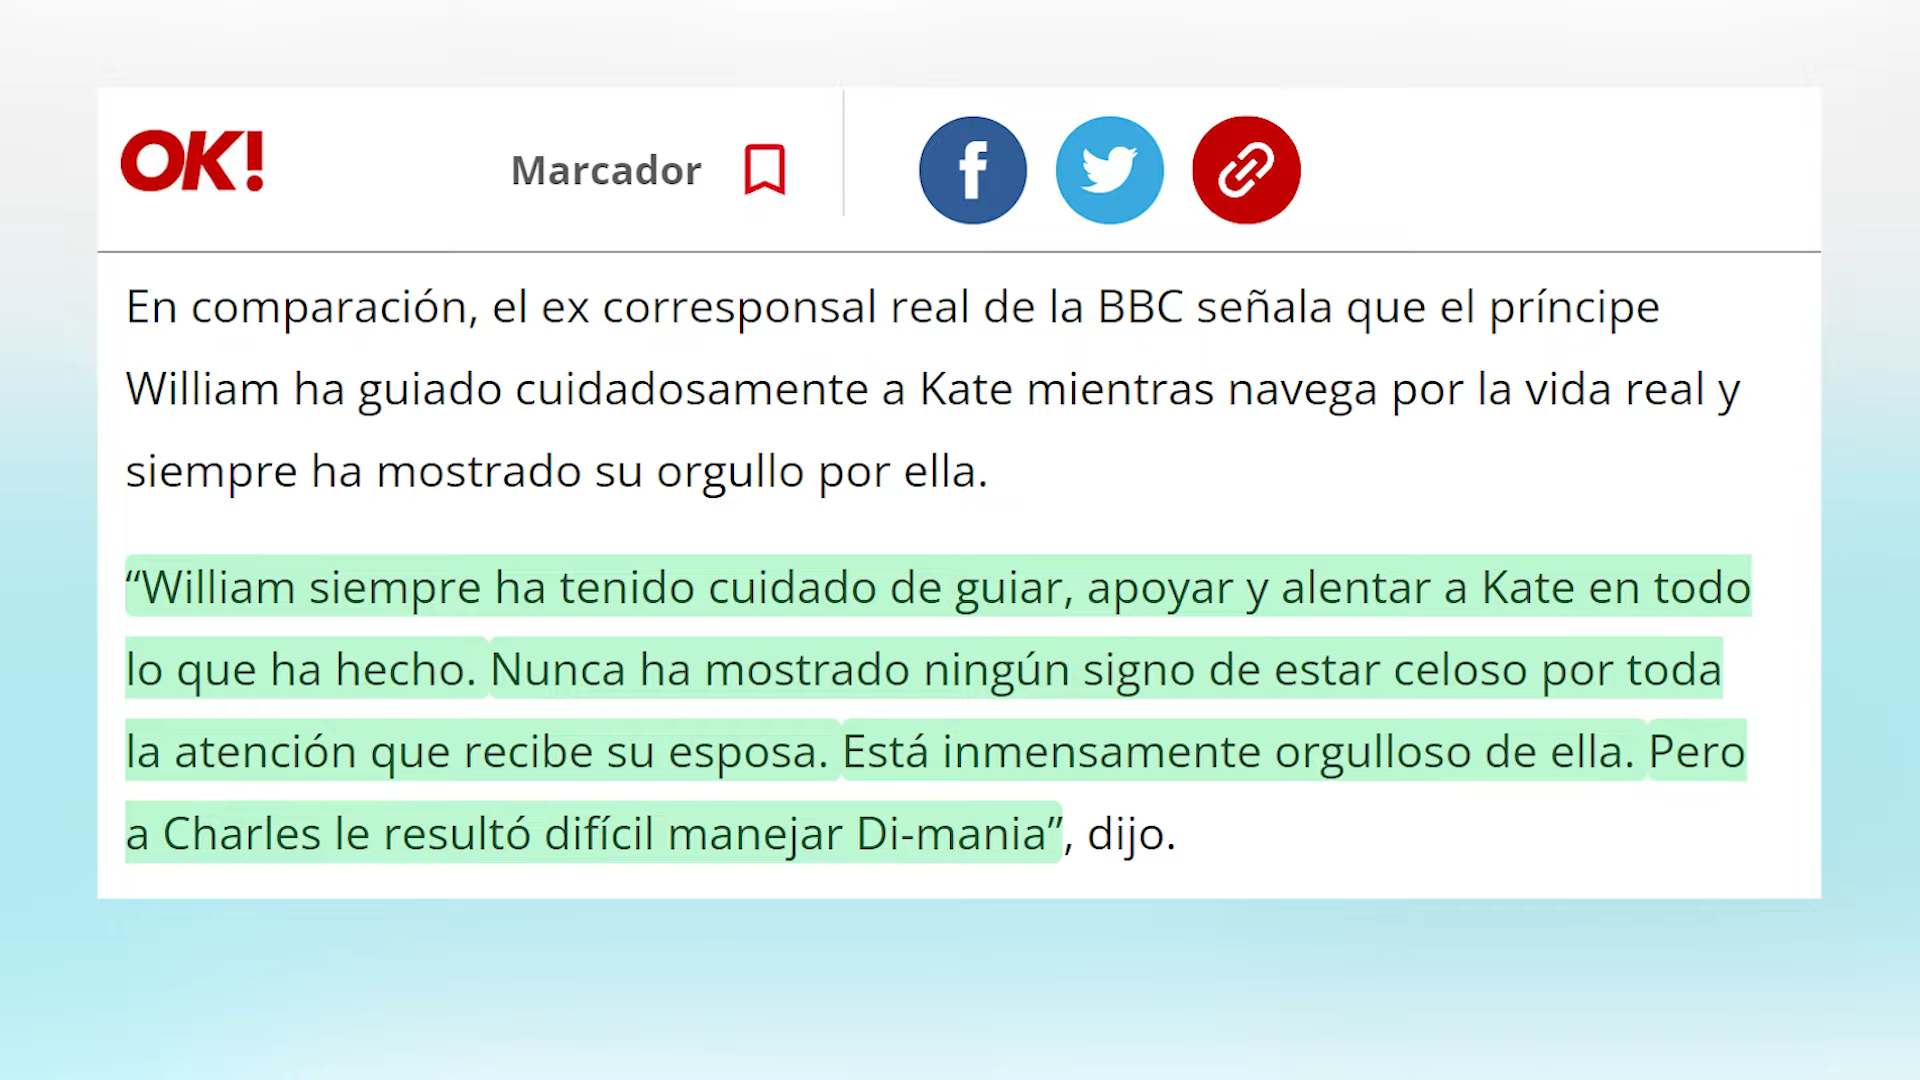 OK!
Marcador
En comparación, el ex corresponsal real de la BBC señala que el príncipe
William ha guiado cuidadosamente a Kate mientras navega por la vida real y
siempre ha mostrado su orgullo por ella.
“William siempre ha tenido cuidado de guiar, apoyar y alentar a Kate en todo
lo que ha hecho. Nunca ha mostrado ningún signo de estar celoso por toda
la atención que recibe su esposa. Está inmensamente orgulloso de ella. Pero
a Charles le resultó difícil manejar Di-mania”, dijo.